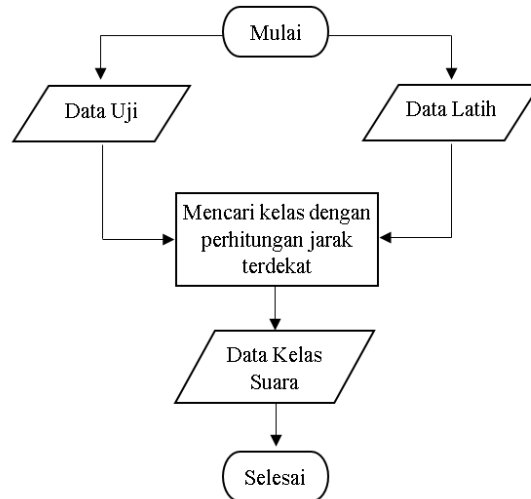 Mulai
Data Uji
Data Latih
Mencari kelas dengan
perhitungan jarak
terdekat
Data Kelas
Suara
Selesai